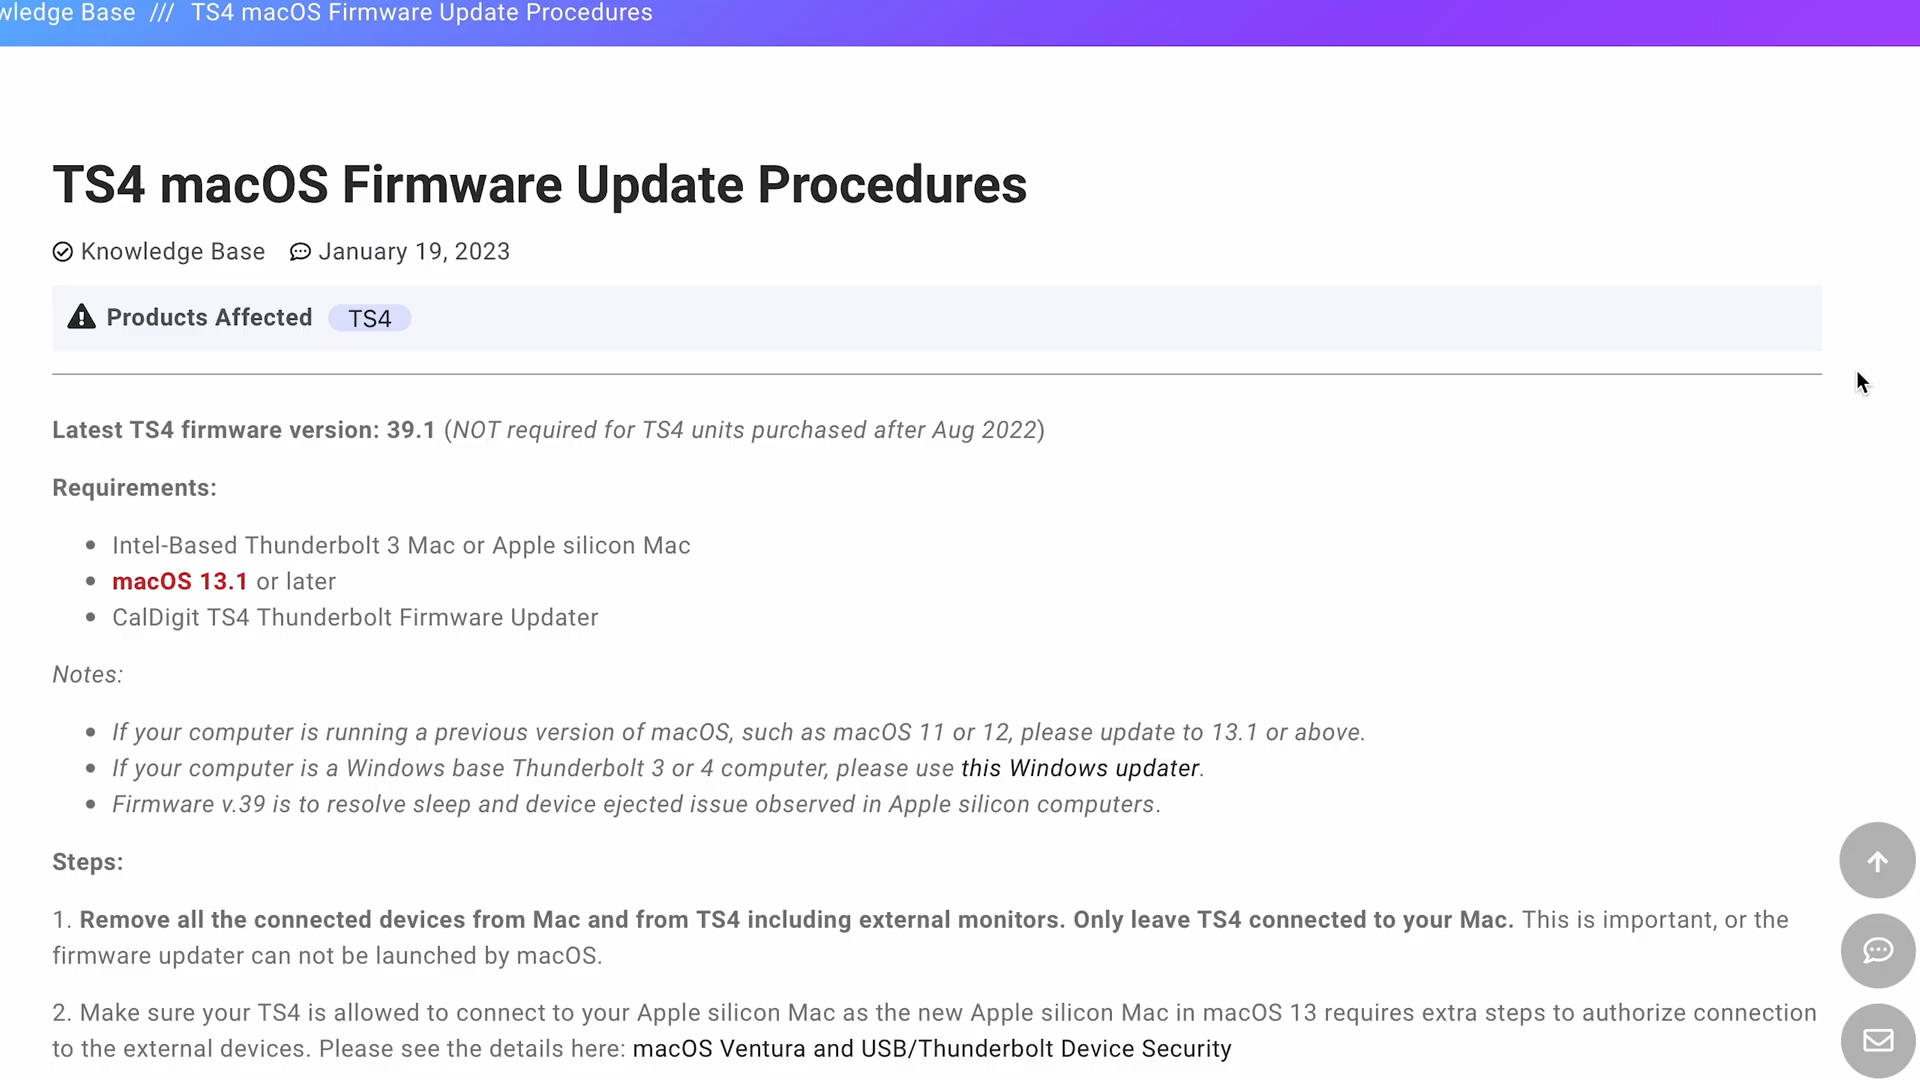 wledge Base /// TS4 macOS Firmware Update Procedures
TS4 macOS Firmware Update Procedures
Knowledge Base January 19, 2023
Products Affected TS4
Latest TS4 firmware version: 39.1 (NOT required for TS4 units purchased after Aug 2022)
Requirements:
• Intel-Based Thunderbolt 3 Mac or Apple silicon Mac
• macOS 13.1 or later
• CalDigit TS4 Thunderbolt Firmware Updater
Notes:
• If your computer is running a previous version of macOS, such as macOS 11 or 12, please update to 13.1 or above.
• If your computer is a Windows base Thunderbolt 3 or 4 computer, please use this Windows updater.
• Firmware v.39 is to resolve sleep and device ejected issue observed in Apple silicon computers.
Steps:
1. Remove all the connected devices from Mac and from TS4 including external monitors. Only leave TS4 connected to your Mac. This is important, or the
firmware updater can not be launched by macOS.
2. Make sure your TS4 is allowed to connect to your Apple silicon Mac as the new Apple silicon Mac in macOS 13 requires extra steps to authorize connection
to the external devices. Please see the details here: macOS Ventura and USB/Thunderbolt Device Security